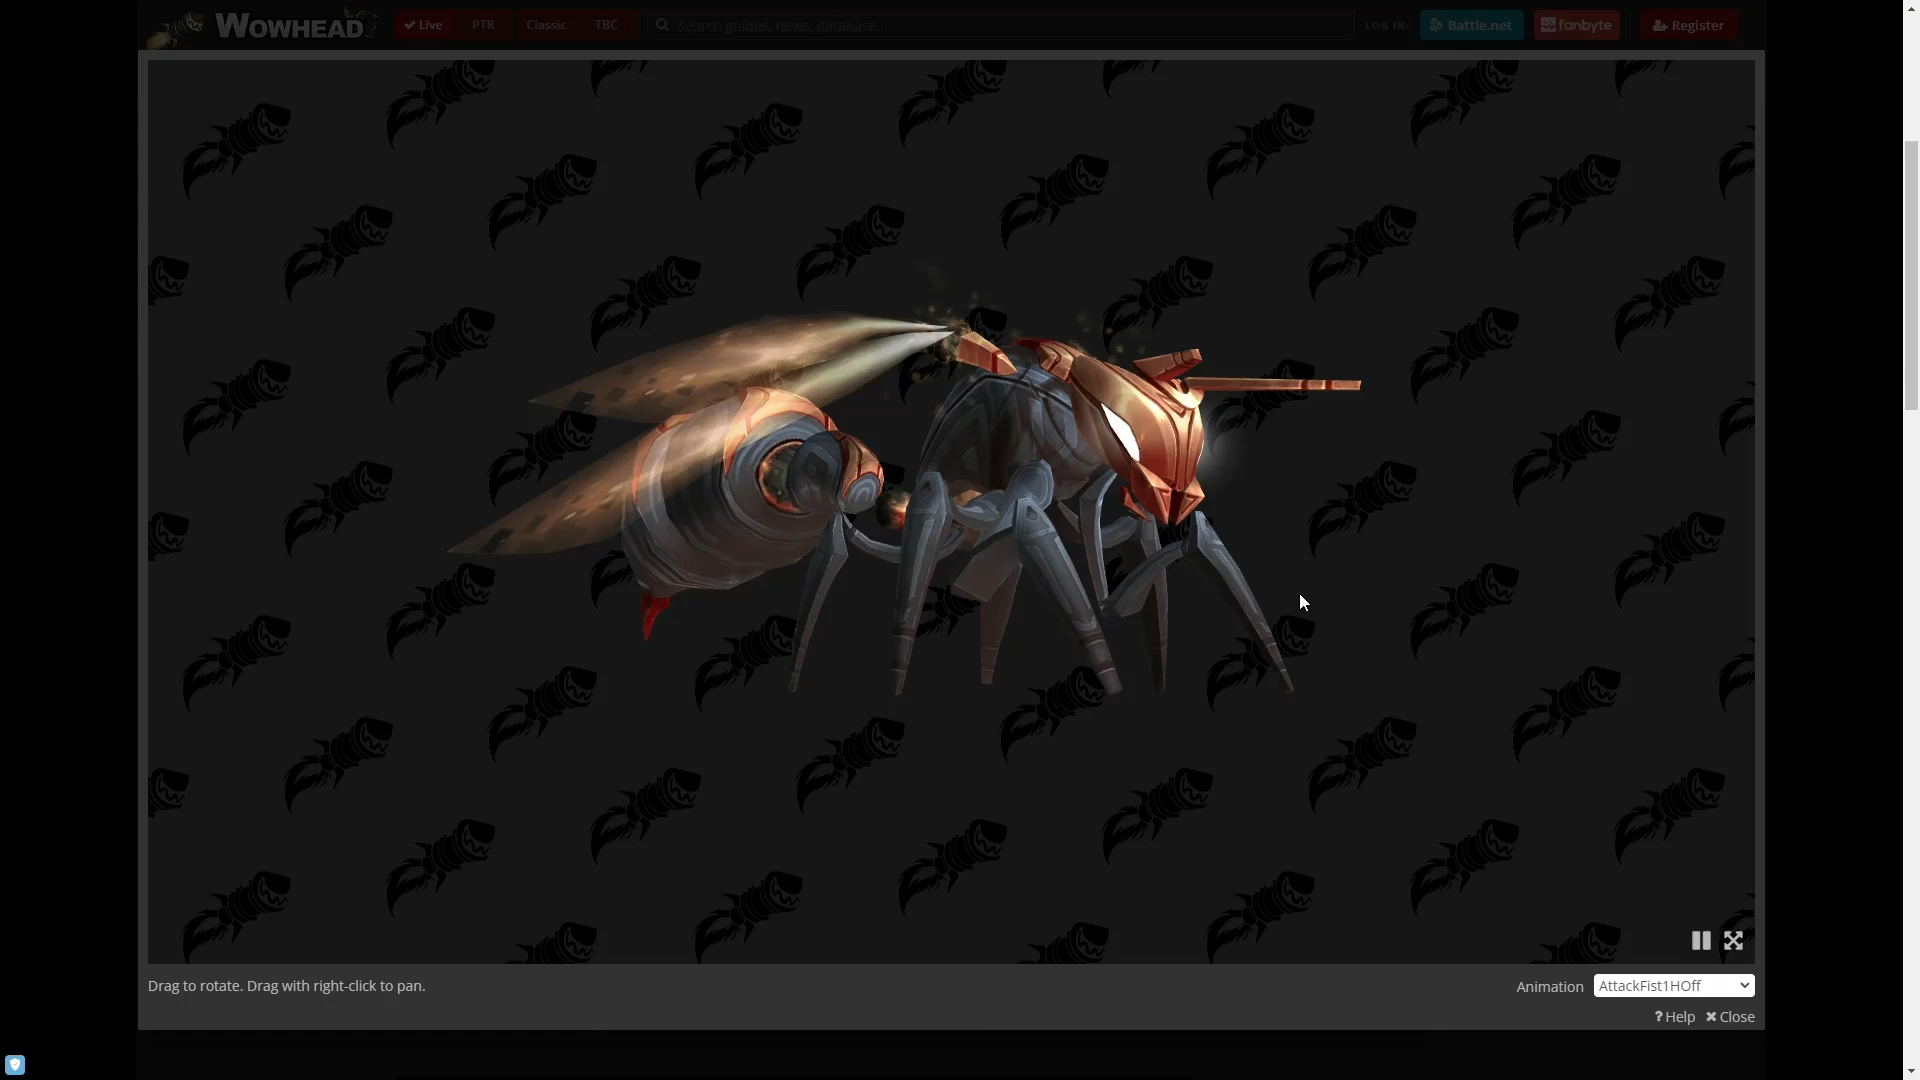 WOWHEAD
Live PTR Classic TBC
Search guides, news, database...
LOG IN:
Battle.net
fanbyte
Register
Drag to rotate. Drag with right-click to pan.
Animation AttackFist1HOff
? Help Close